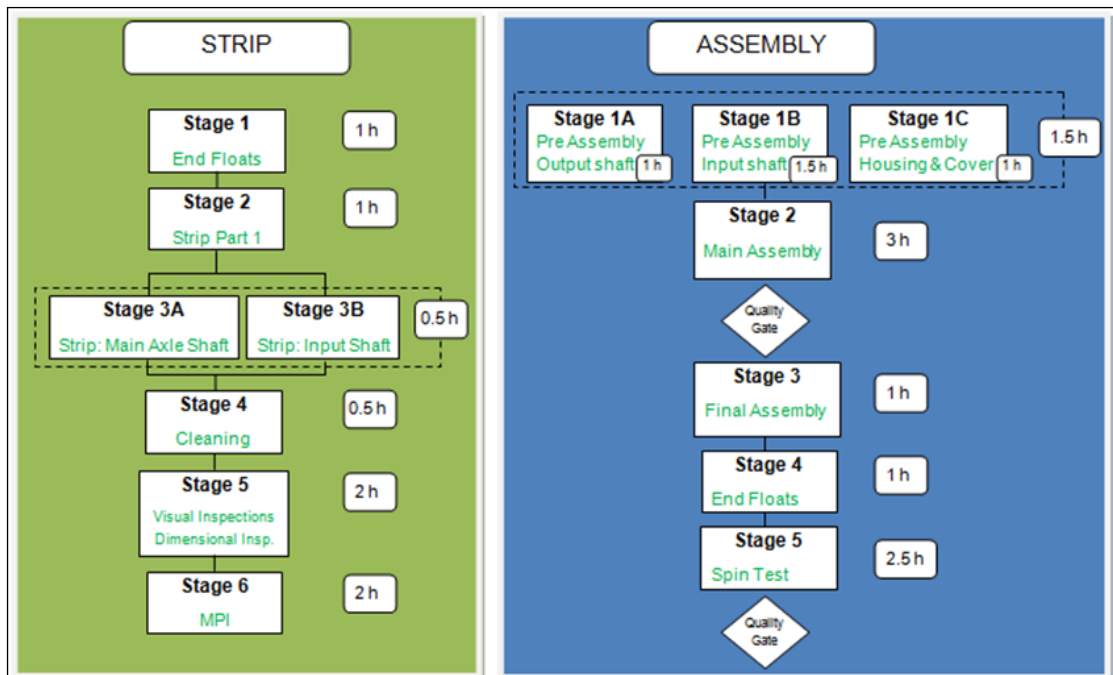 STRIP
Stage 1
End Floats
1 h
Stage 2
Strip Part 1
1 h
Stage 3A
Strip: Main Axle Shaft
Stage 3B
Strip: Input Shaft
0.5 h
Stage 4
Cleaning
0.5 h
Stage 5
Visual Inspections
Dimensional Insp.
2 h
Stage 6
MPI
2 h
ASSEMBLY
Stage 1A
Pre Assembly
Output shaft
1 h
Stage 1B
Pre Assembly
Input shaft
1.5 h
Stage 1C
Pre Assembly
Housing & Cover
1 h
1.5 h
Stage 2
Main Assembly
3 h
Quality
Gate
Stage 3
Final Assembly
1 h
Stage 4
End Floats
1 h
Stage 5
Spin Test
2.5 h
Quality
Gate